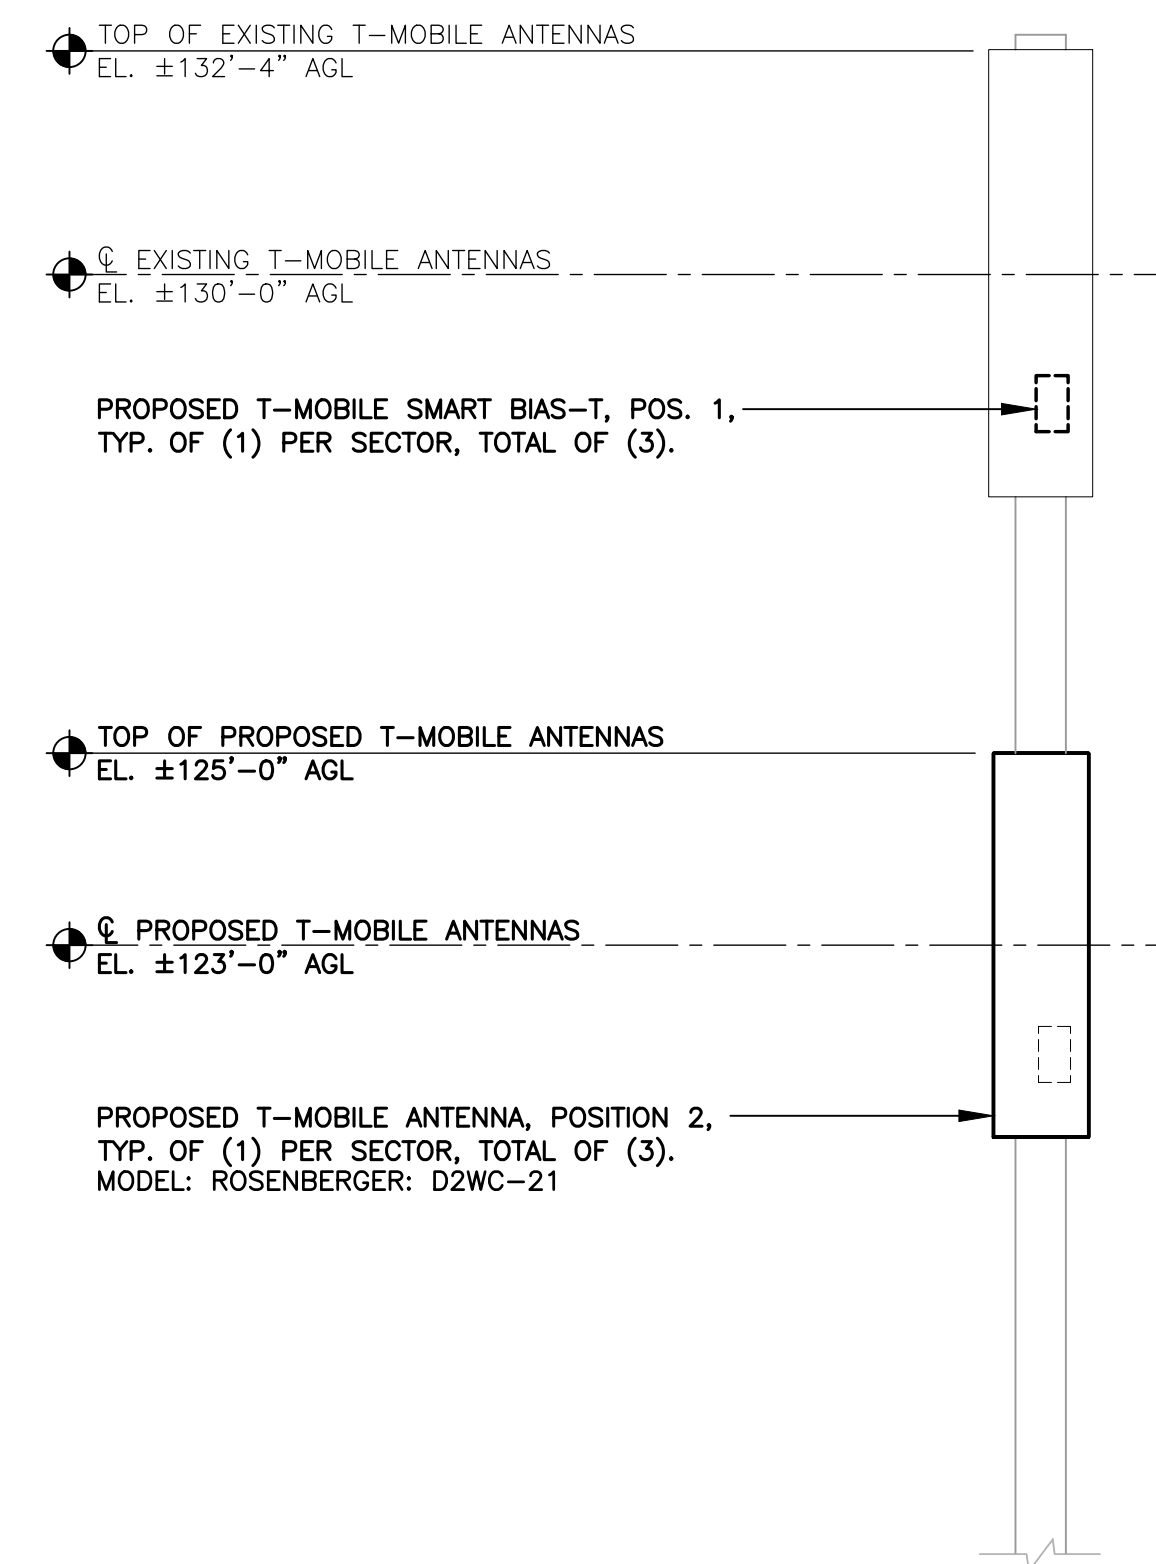 TOP OF EXISTING T-MOBILE ANTENNAS
EL. ±132'-4" AGL
℄ EXISTING T-MOBILE ANTENNAS
EL. ±130'-0" AGL
PROPOSED T-MOBILE SMART BIAS-T, POS. 1,
TYP. OF (1) PER SECTOR, TOTAL OF (3).
TOP OF PROPOSED T-MOBILE ANTENNAS
EL. ±125'-0" AGL
℄ PROPOSED T-MOBILE ANTENNAS
EL. ±123'-0" AGL
PROPOSED T-MOBILE ANTENNA, POSITION 2,
TYP. OF (1) PER SECTOR, TOTAL OF (3).
MODEL: ROSENBERGER: D2WC-21